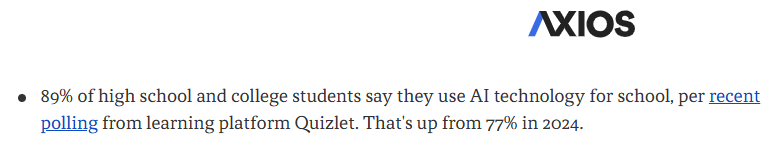 AXIOS
• 89% of high school and college students say they use AI technology for school, per recent
polling from learning platform Quizlet. That's up from 77% in 2024.